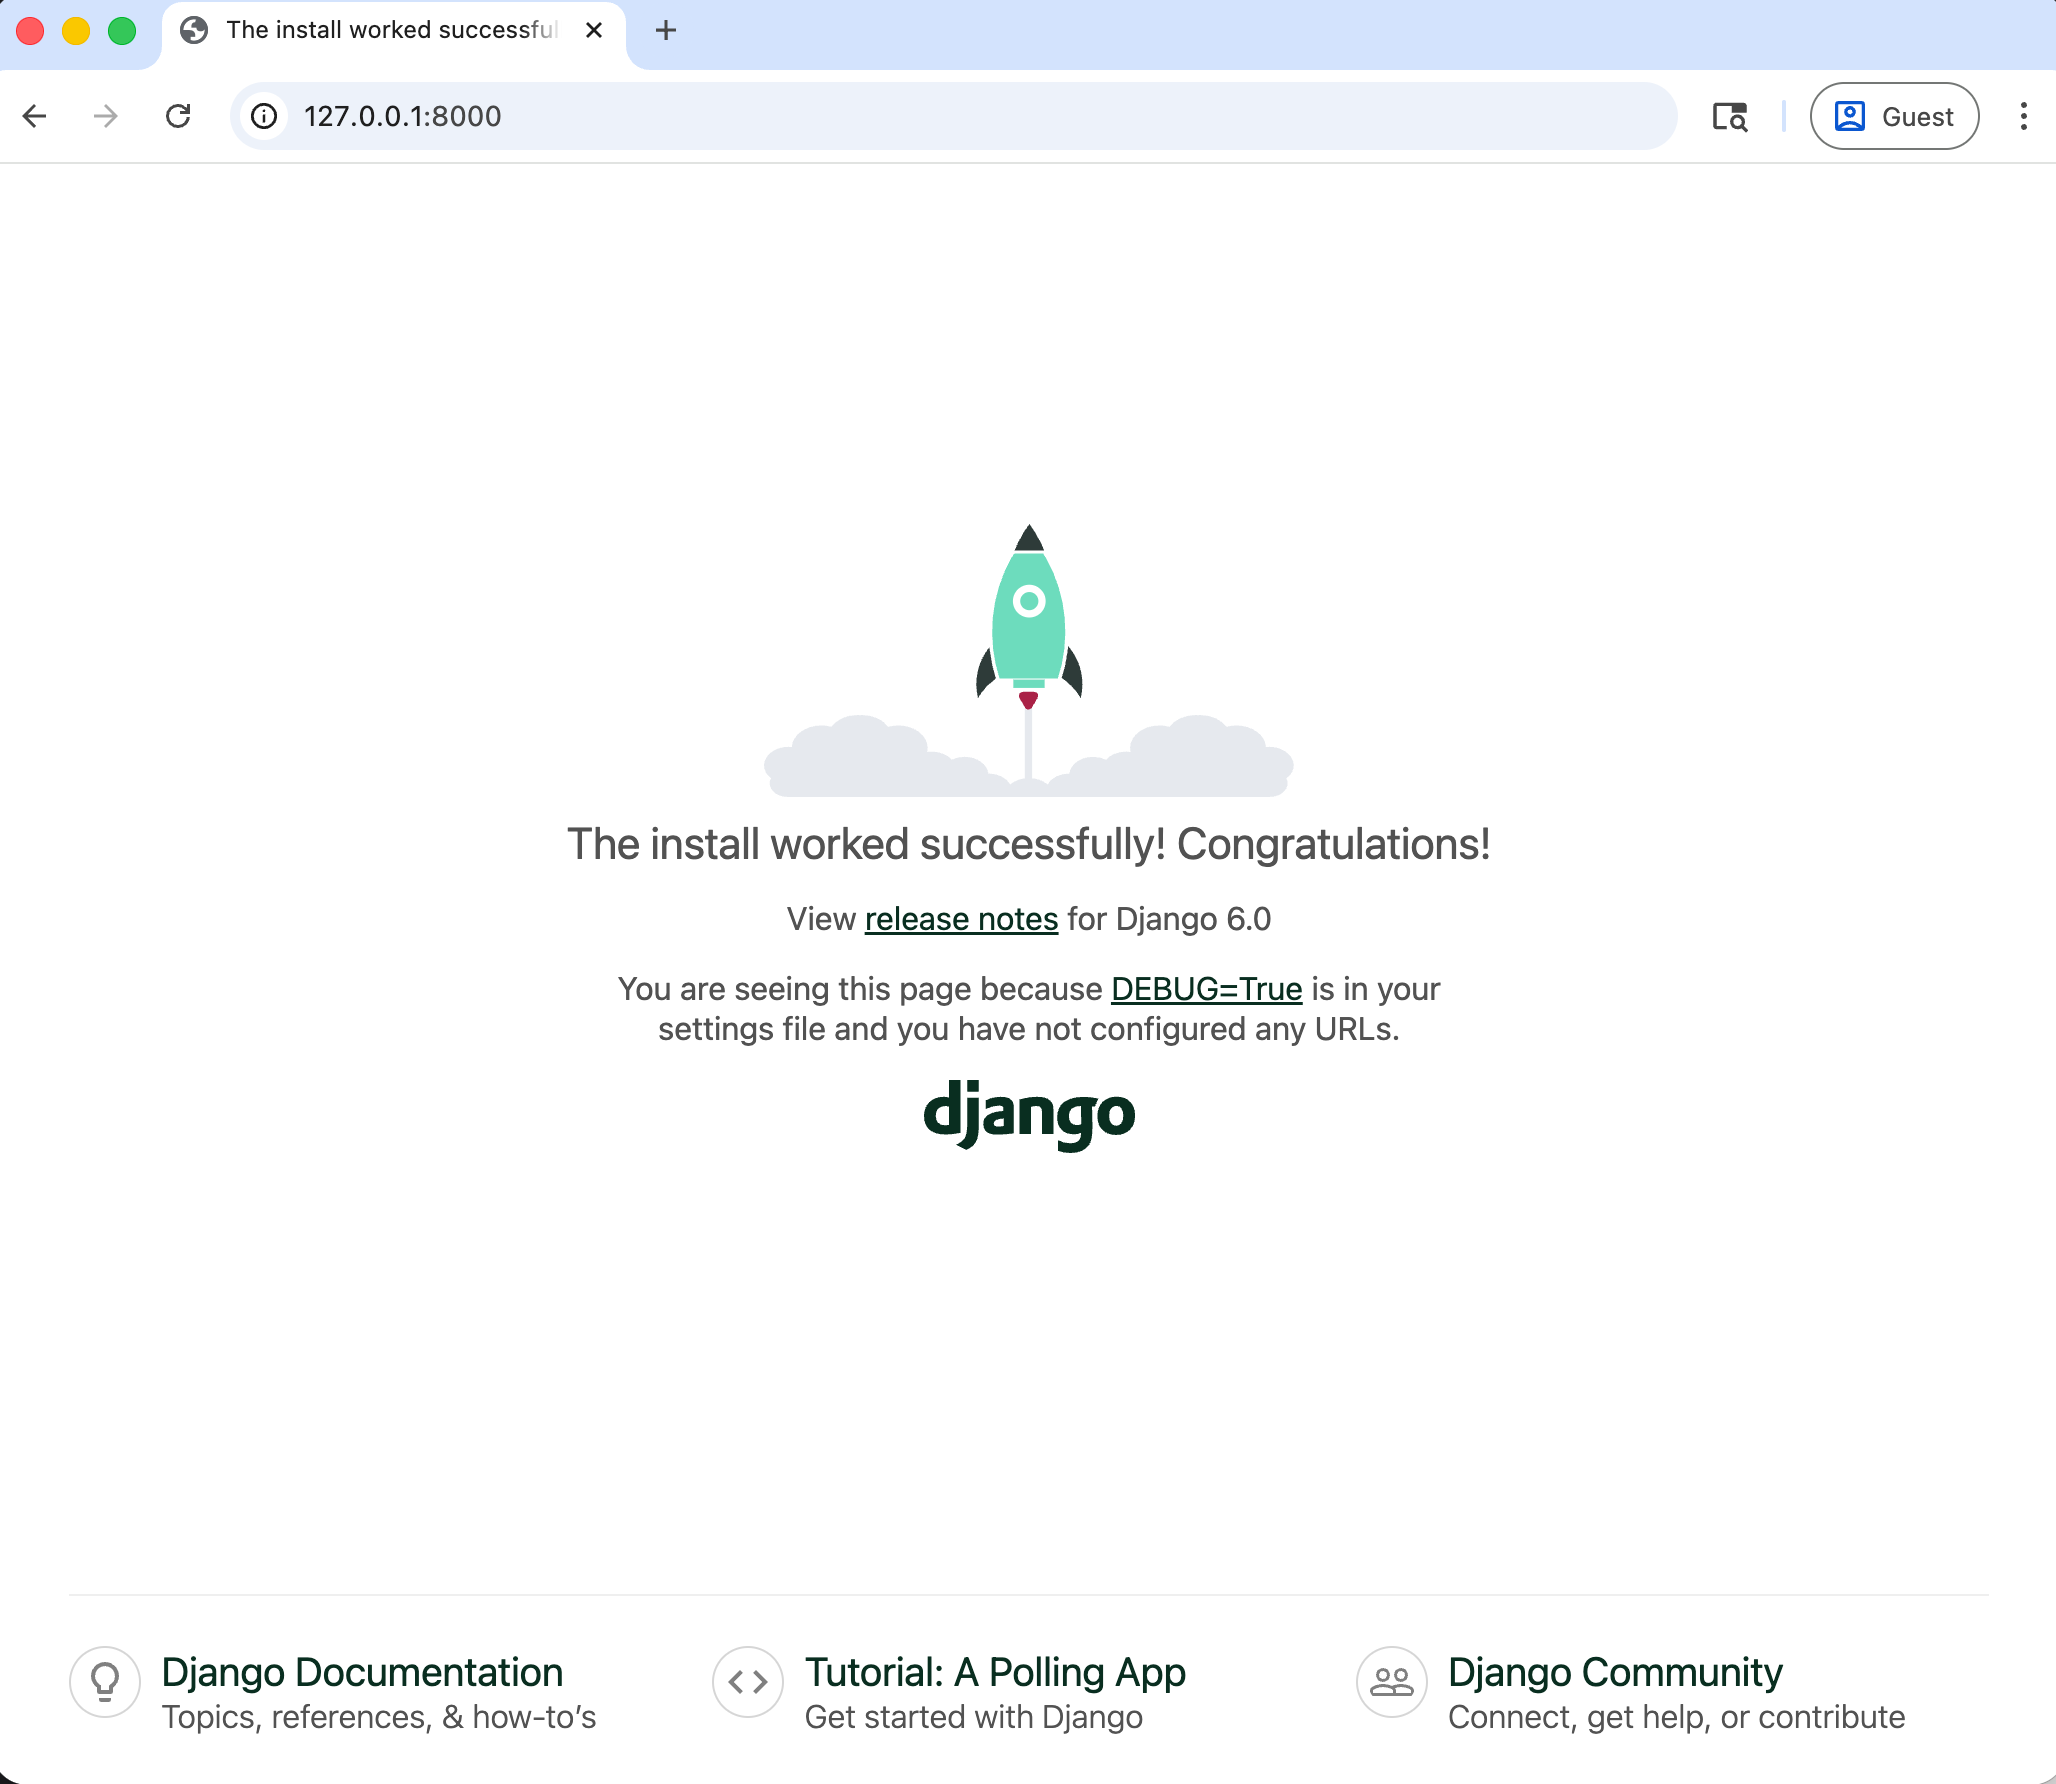 The install worked successful
127.0.0.1:8000
Guest
The install worked successfully! Congratulations!
View release notes for Django 6.0
You are seeing this page because DEBUG=True is in your
settings file and you have not configured any URLs.
django
Django Documentation
Topics, references, & how-to’s
Tutorial: A Polling App
Get started with Django
Django Community
Connect, get help, or contribute